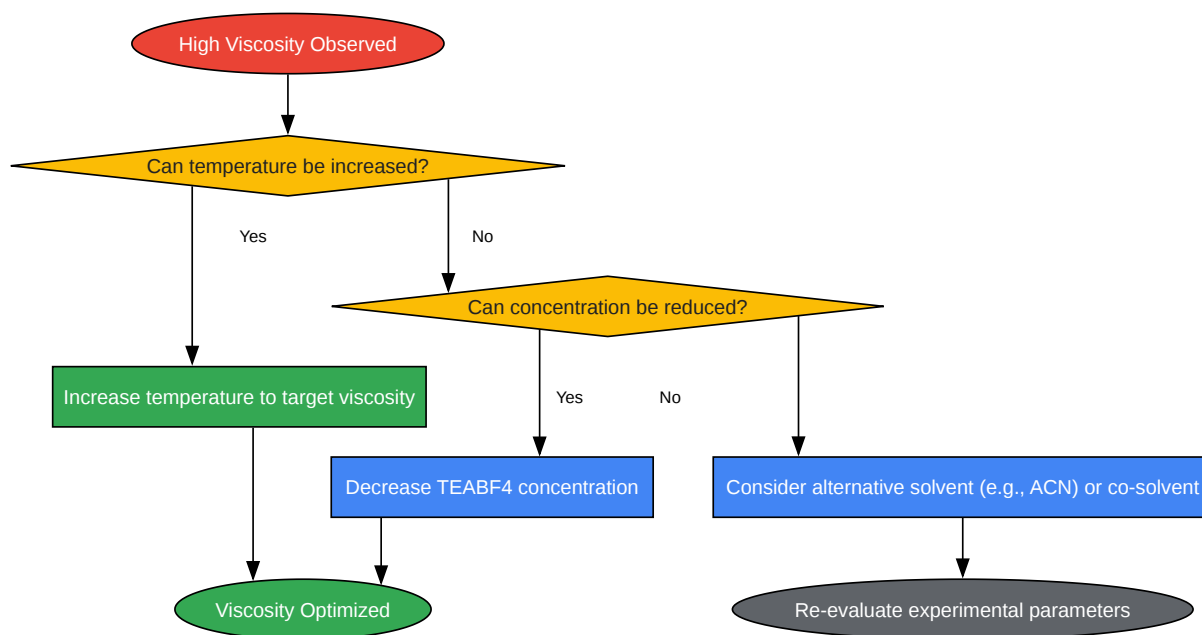 High Viscosity Observed
Can temperature be increased?
Yes
No
Can concentration be reduced?
Increase temperature to target viscosity
Yes
No
Decrease TEABF4 concentration
Consider alternative solvent (e.g., ACN) or co-solvent
Viscosity Optimized
Re-evaluate experimental parameters